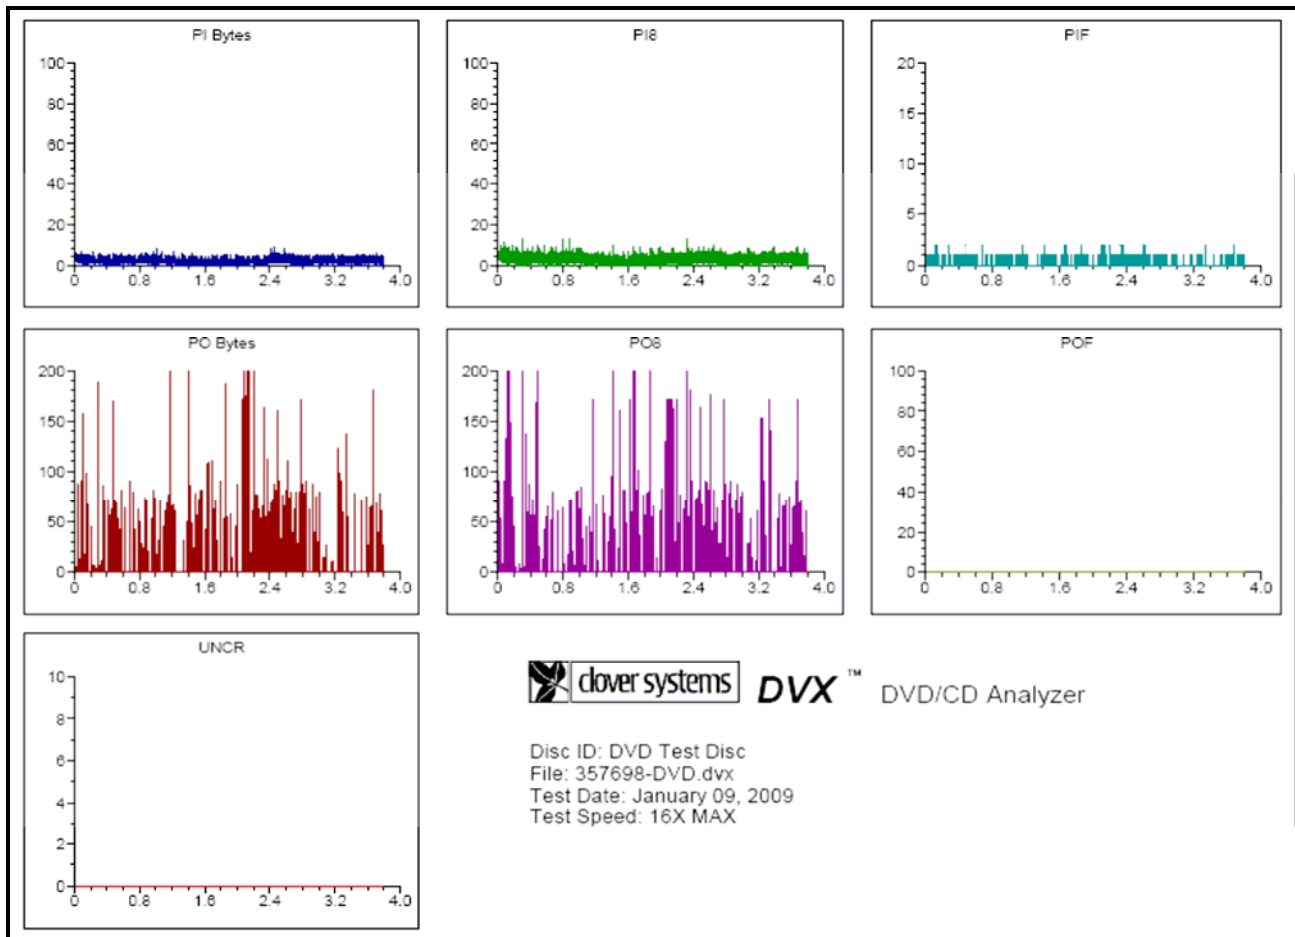 PI Bytes
100
80
60
40
20
0
0 0.8 1.6 2.4 3.2 4.0
PI8
100
80
60
40
20
0
0 0.8 1.6 2.4 3.2 4.0
PIF
20
15
10
5
0
0 0.8 1.6 2.4 3.2 4.0
PO Bytes
200
150
100
50
0
0 0.8 1.6 2.4 3.2 4.0
PO8
200
150
100
50
0
0 0.8 1.6 2.4 3.2 4.0
POF
100
80
60
40
20
0
0 0.8 1.6 2.4 3.2 4.0
UNCR
10
8
6
4
2
0
0 0.8 1.6 2.4 3.2 4.0
clover systems DVX™ DVD/CD Analyzer
Disc ID: DVD Test Disc
File: 357698-DVD.dvx
Test Date: January 09, 2009
Test Speed: 16X MAX